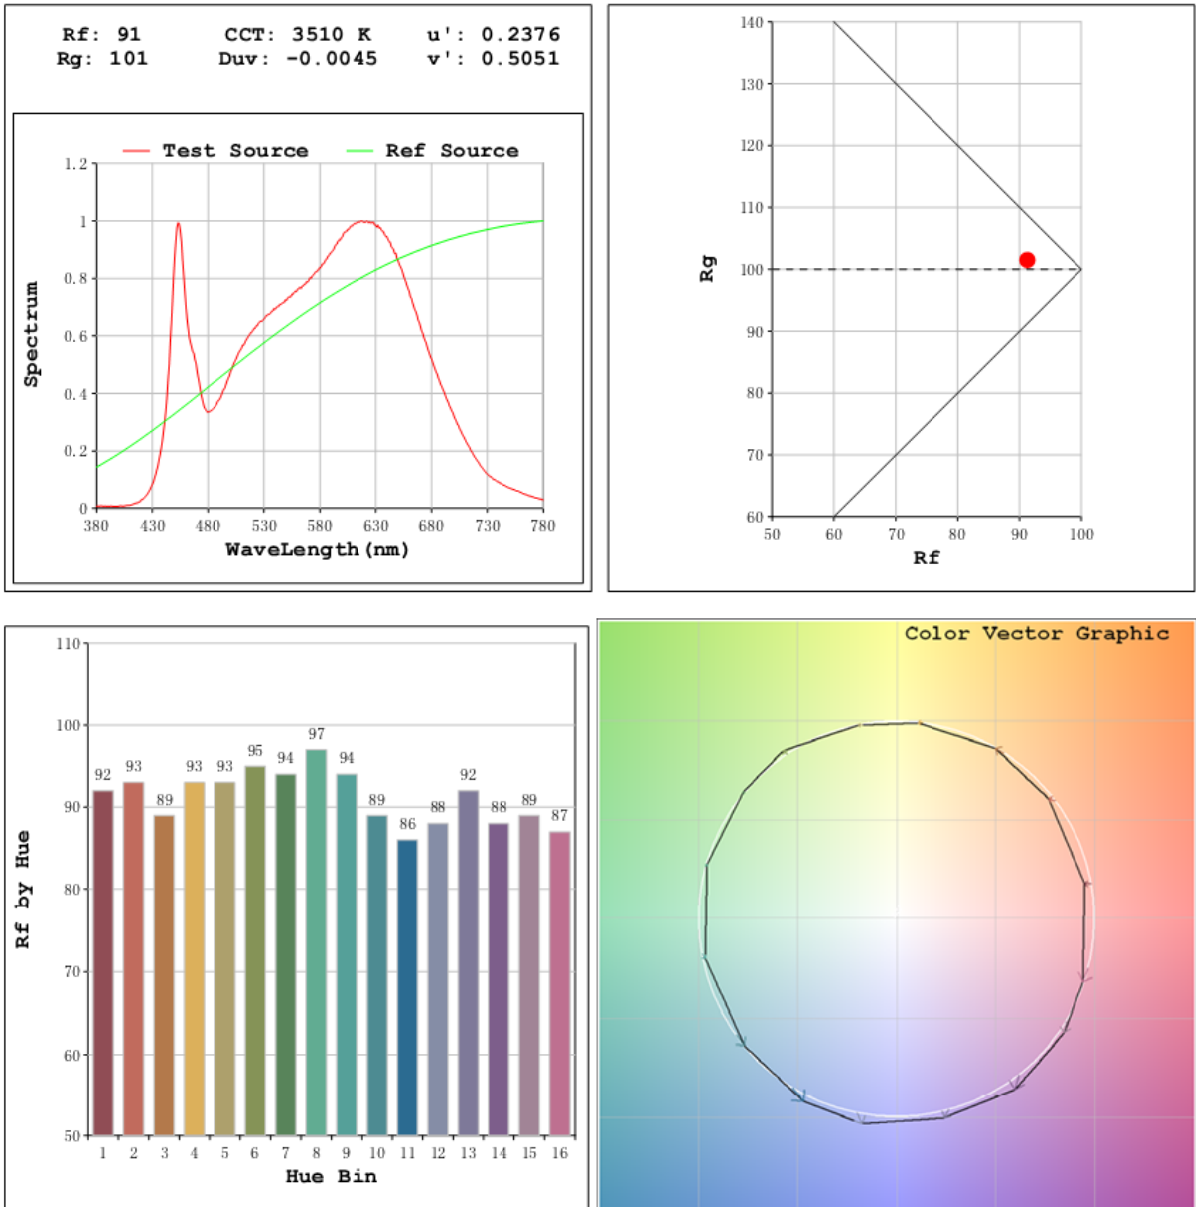 Rf: 91 CCT: 3510 K u': 0.2376
Rg: 101 Duv: -0.0045 v': 0.5051
Test Source Ref Source
1.2
1
0.8
0.6
0.4
0.2
0
Spectrum
380 430 480 530 580 630 680 730 780
WaveLength(nm)
140
130
120
110
100
90
80
70
60
Rg
50 60 70 80 90 100
Rf
110
100
90
80
70
60
50
Rf by Hue
92 93 89 93 93 95 94 97 94 89 86 88 92 88 89 87
1 2 3 4 5 6 7 8 9 10 11 12 13 14 15 16
Hue Bin
Color Vector Graphic